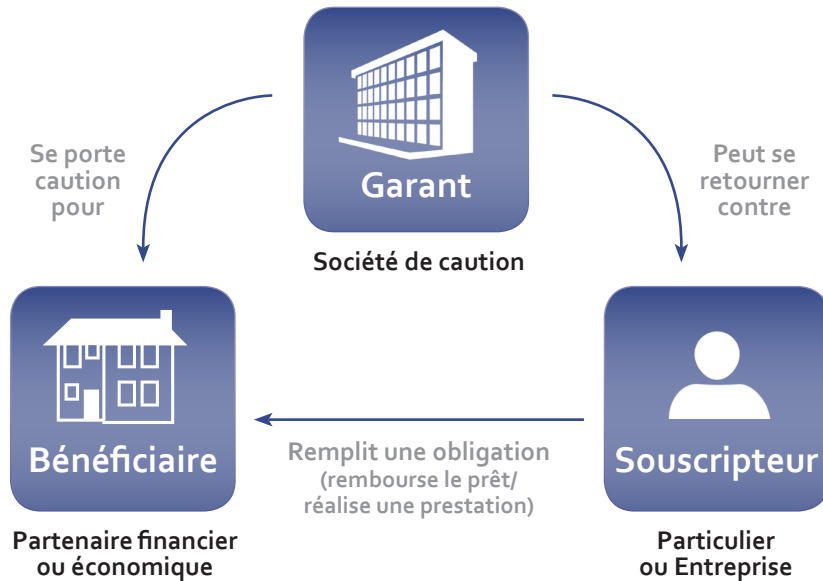 Garant
Société de caution
Se porte
caution
pour
Peut se
retourner
contre
Bénéficiaire
Partenaire financier
ou économique
Remplit une obligation
(rembourse le prêt/
réalise une prestation)
Souscripteur
Particulier
ou Entreprise